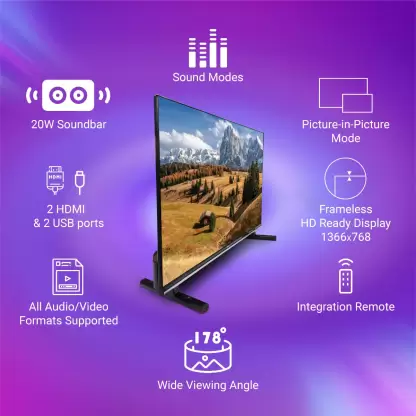 Sound Modes
20W Soundbar
Picture-in-Picture
Mode
HDMI
2 HDMI
& 2 USB ports
Frameless
HD Ready Display
1366x768
All Audio/Video
Formats Supported
Integration Remote
178°
Wide Viewing Angle